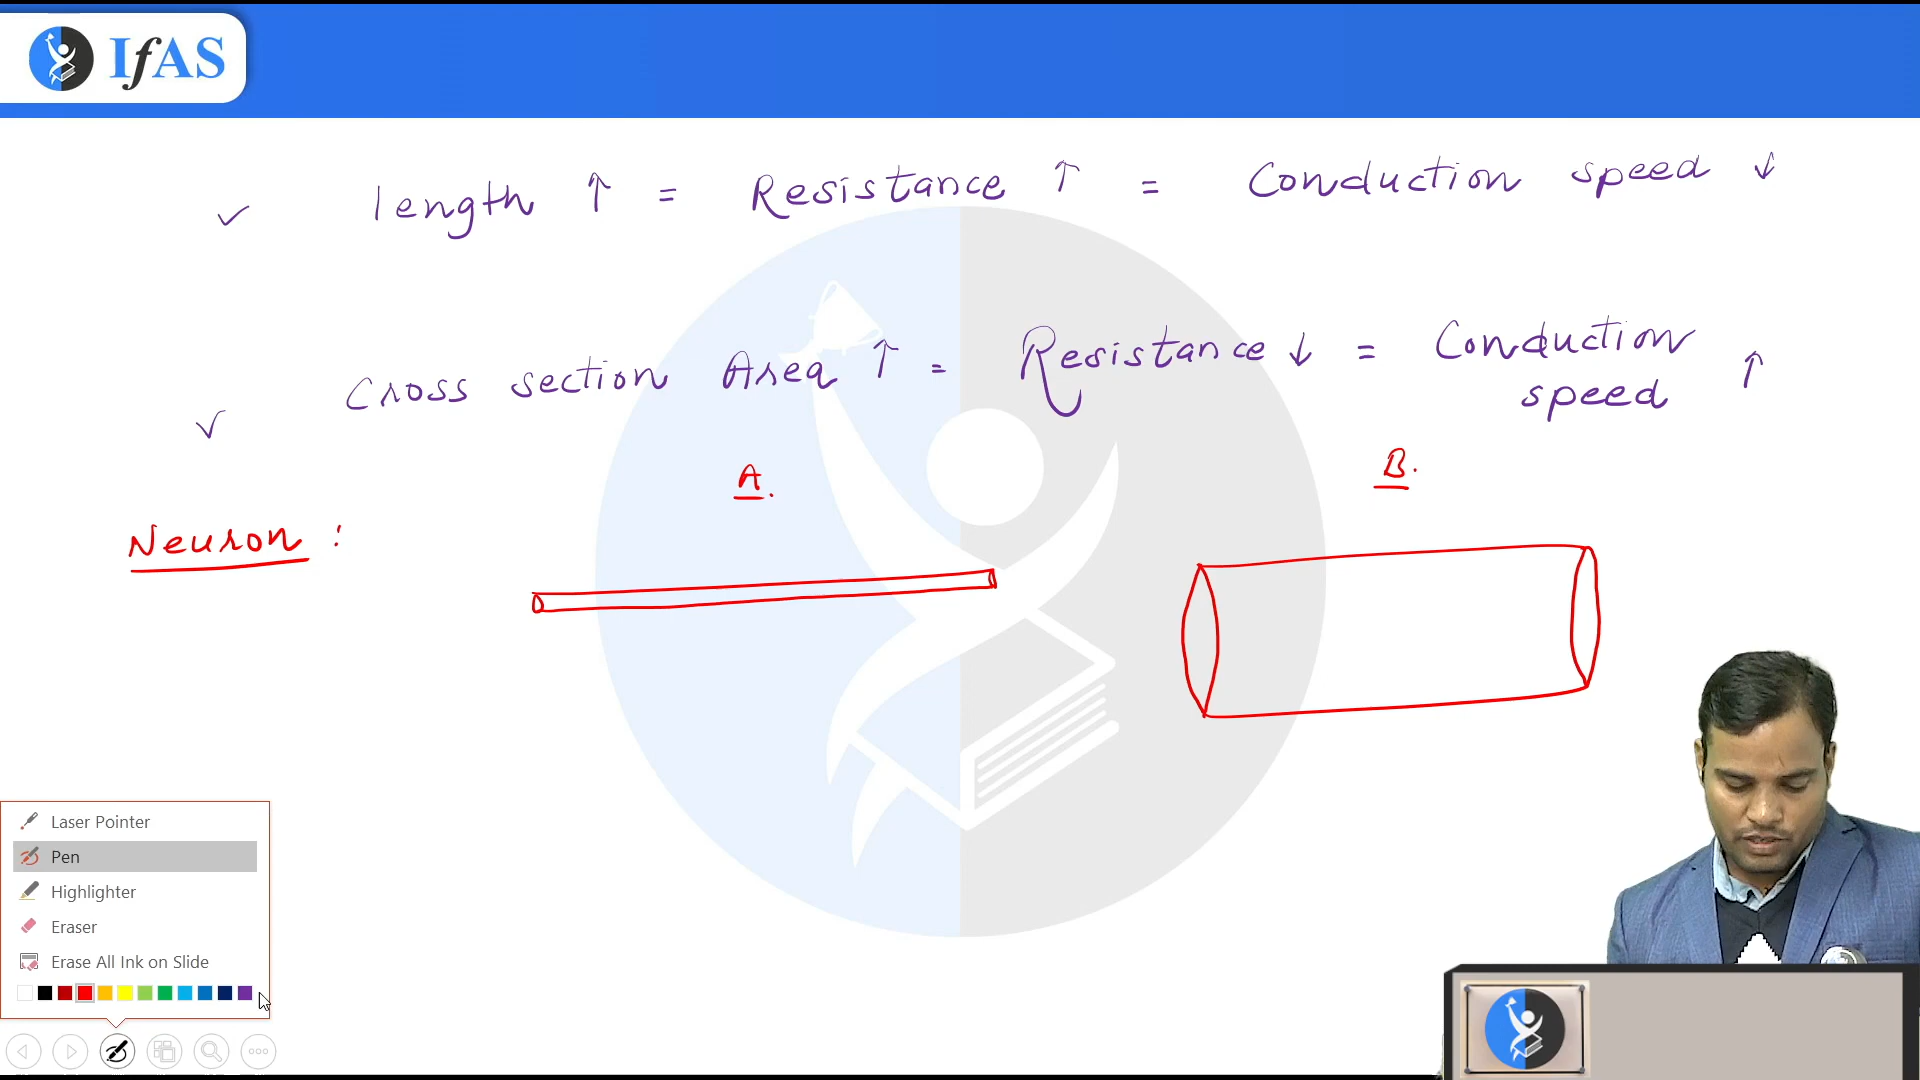 IfAS
✓ length ↑ = Resistance ↑ = Conduction speed ↓
✓ Cross section Area ↑ = Resistance ↓ = Conduction speed ↑
A. B.
Neuron :
Laser Pointer
Pen
Highlighter
Eraser
Erase All Ink on Slide